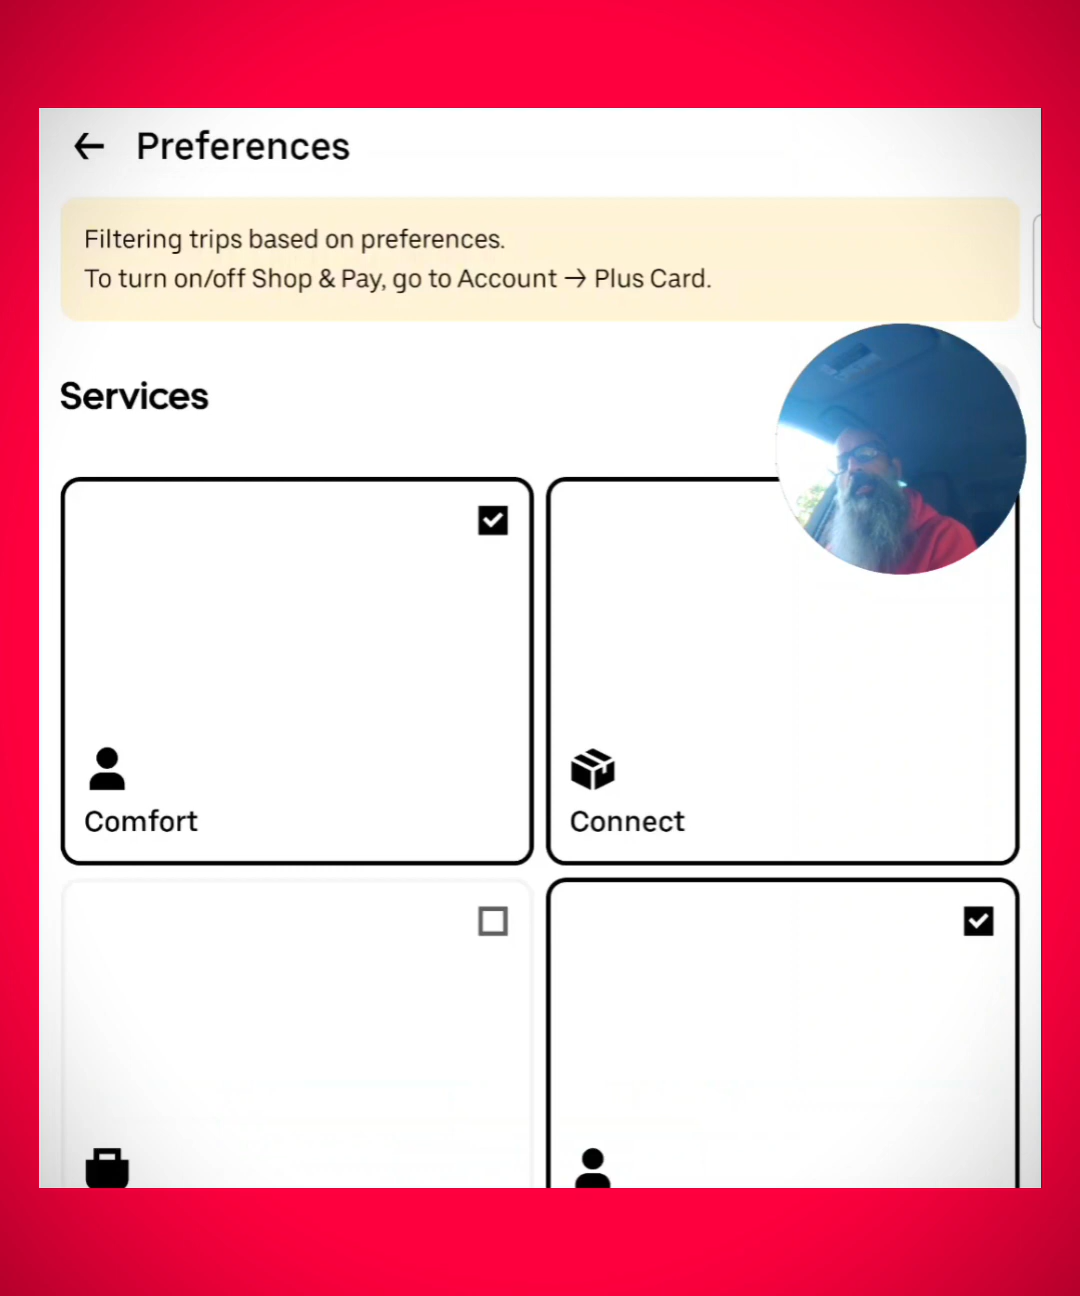 Preferences
Filtering trips based on preferences.
To turn on/off Shop & Pay, go to Account → Plus Card.
Services
Comfort
Connect